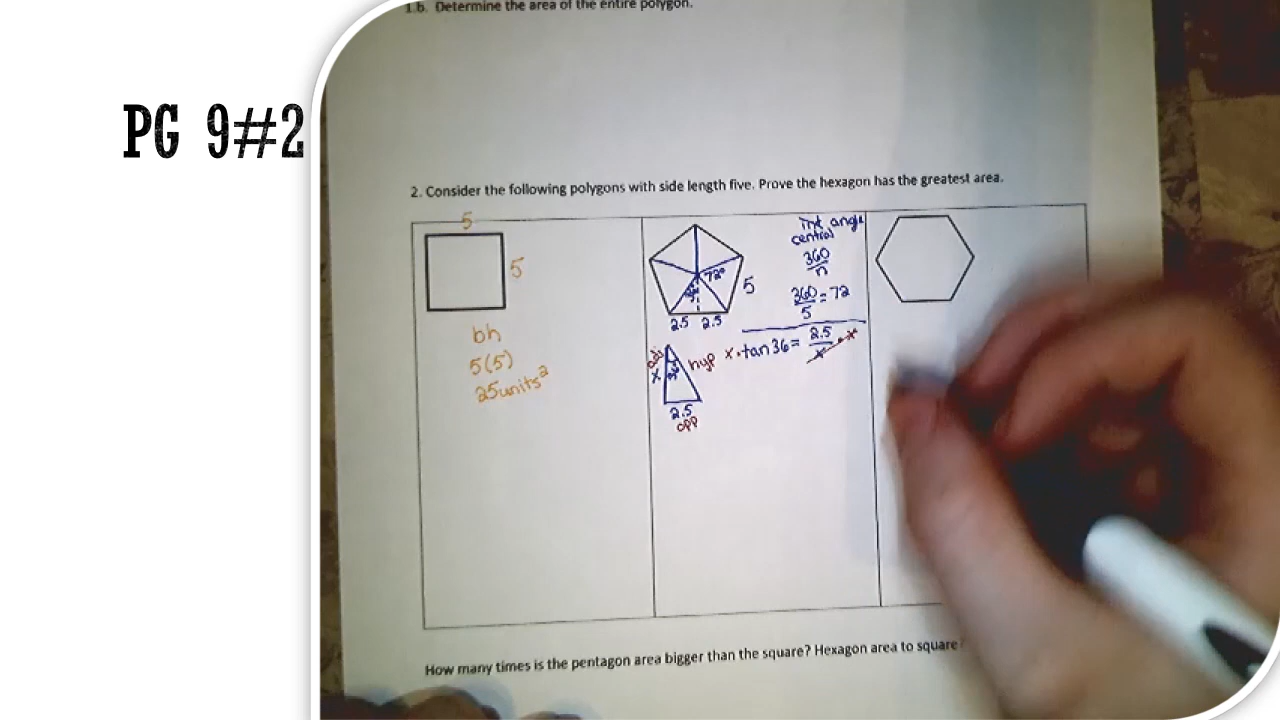 PG 9#2
1.b. Determine the area of the entire polygon.
2. Consider the following polygons with side length five. Prove the hexagon has the greatest area.
5
5
bh
5(5)
25units²
72°
5
2.5 2.5
int angle
central
360
n
360
5
=72
x•tan36= 2.5
x
•x
adj
x
hyp
2.5
opp
How many times is the pentagon area bigger than the square? Hexagon area to square